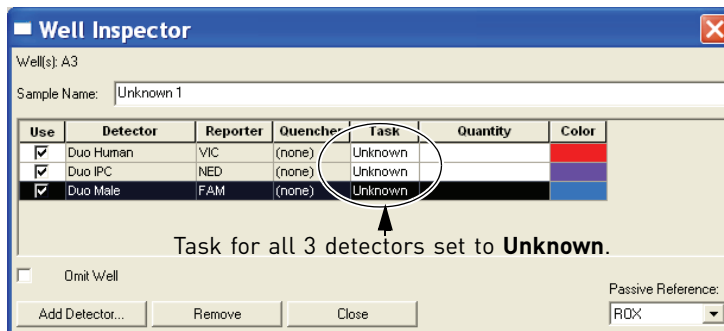 Well Inspector
Well(s): A3
Sample Name: Unknown 1
Use Detector Reporter Quencher Task Quantity Color
Duo Human VIC (none) Unknown
Duo IPC NED (none) Unknown
Duo Male FAM (none) Unknown
Task for all 3 detectors set to Unknown.
Omit Well
Passive Reference:
Add Detector... Remove Close ROX